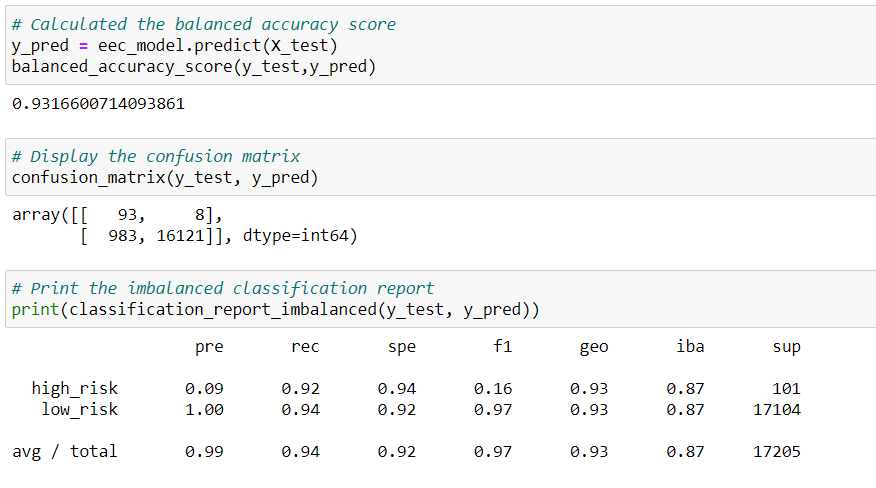 # Calculated the balanced accuracy score
y_pred = eec_model.predict(X_test)
balanced_accuracy_score(y_test,y_pred)
0.9316600714093861
# Display the confusion matrix
confusion_matrix(y_test, y_pred)
array([[   93,     8],
       [  983, 16121]], dtype=int64)
# Print the imbalanced classification report
print(classification_report_imbalanced(y_test, y_pred))
                   pre       rec       spe        f1       geo       iba       sup
  high_risk       0.09      0.92      0.94      0.16      0.93      0.87       101
   low_risk       1.00      0.94      0.92      0.97      0.93      0.87     17104
avg / total       0.99      0.94      0.92      0.97      0.93      0.87     17205